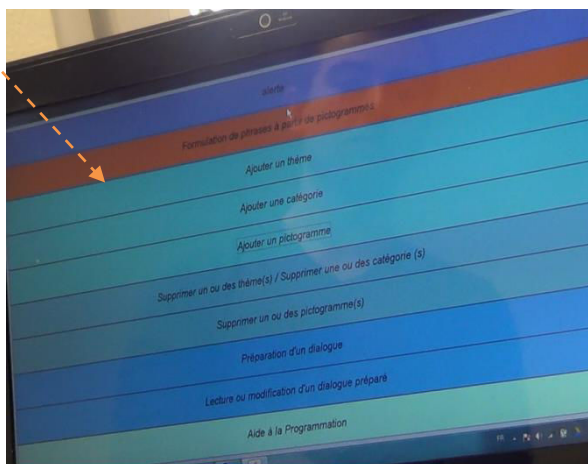 alerte
Formulation de phrases à partir de pictogrammes
Ajouter un thème
Ajouter une catégorie
Ajouter un pictogramme
Supprimer un ou des thème(s) / Supprimer une ou des catégorie (s)
Supprimer un ou des pictogramme(s)
Préparation d'un dialogue
Lecture ou modification d'un dialogue préparé
Aide à la Programmation
FR